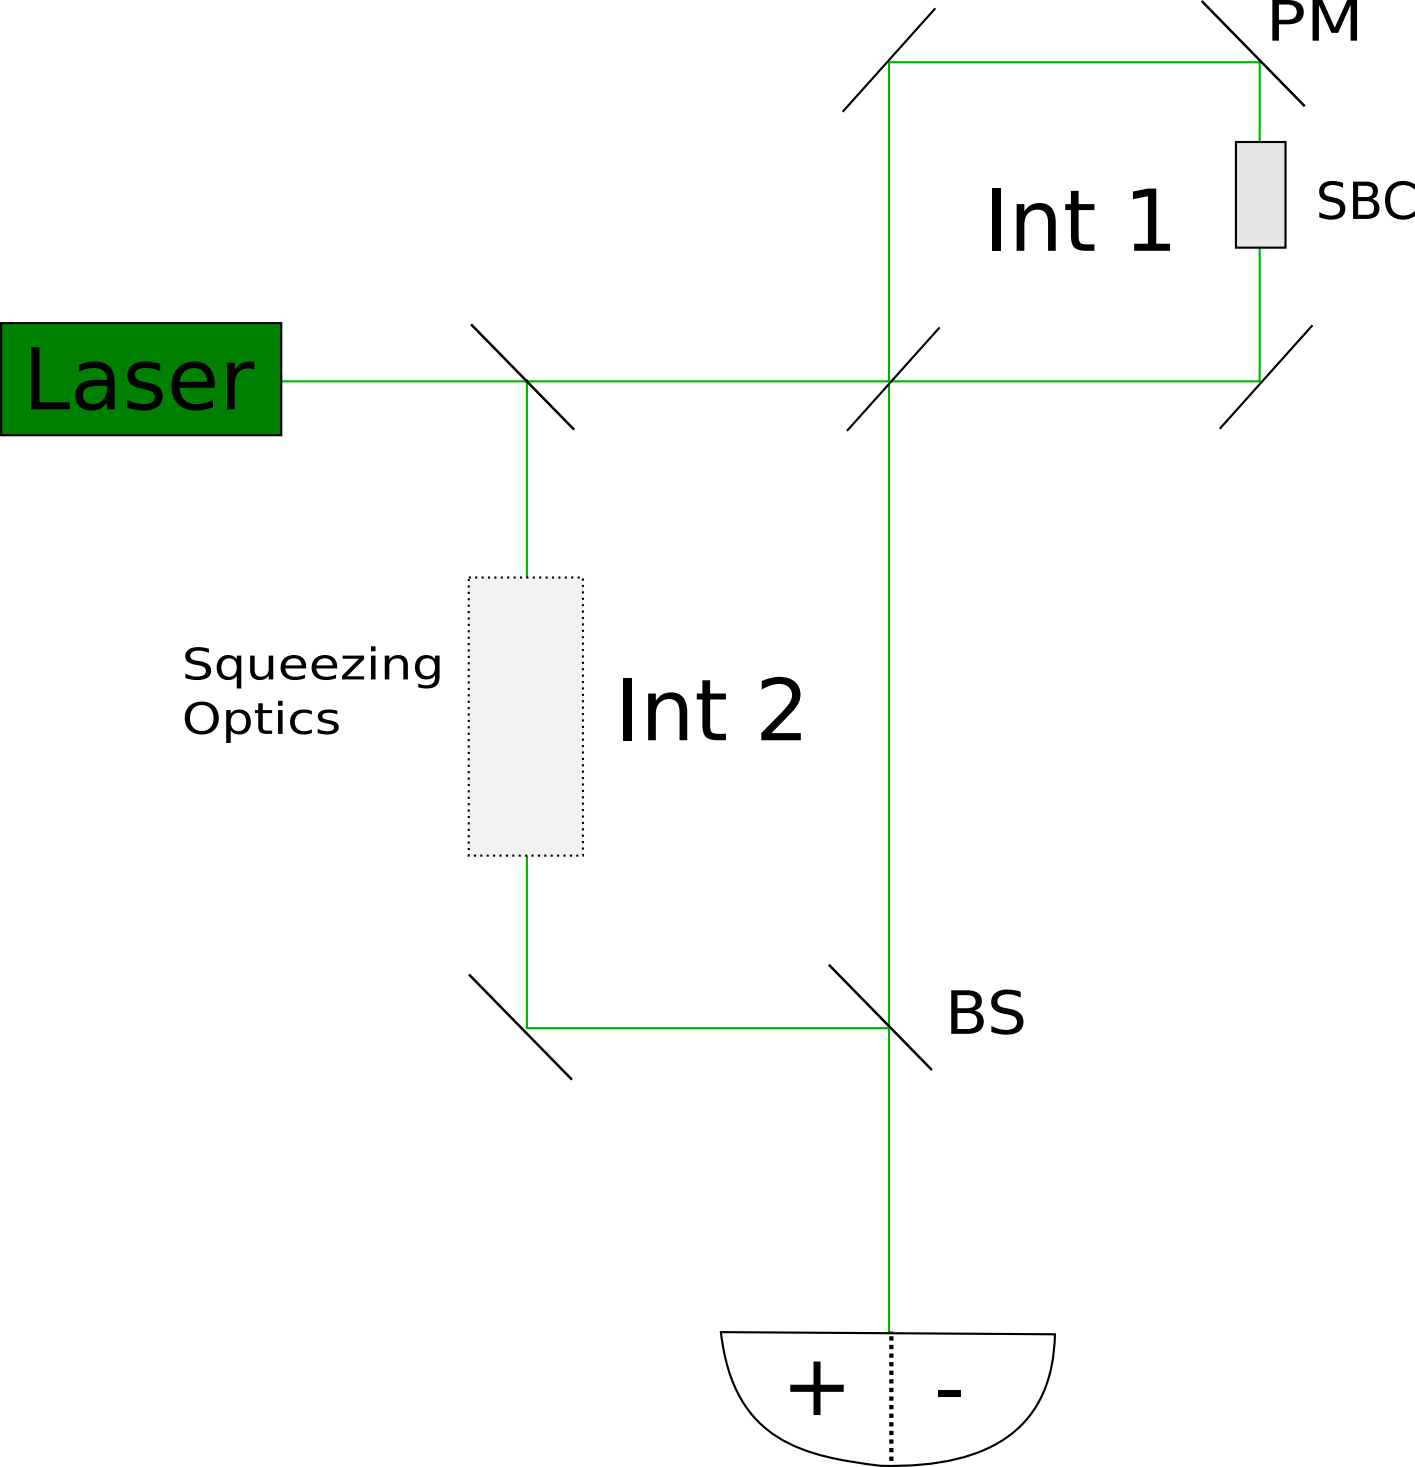 PM
SBC
Int 1
Laser
Squeezing
Optics
Int 2
BS
+ -